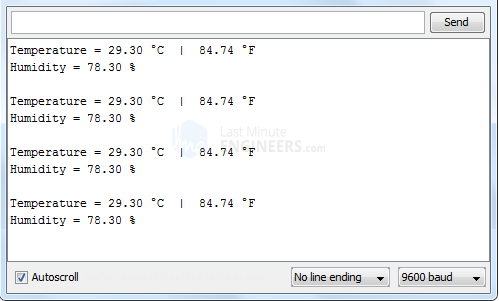 Send
Temperature = 29.30 °C | 84.74 °F
Humidity = 78.30 %
Temperature = 29.30 °C | 84.74 °F
Humidity = 78.30 %
Last Minute
ENGINEERS.com
Temperature = 29.30 °C | 84.74 °F
Humidity = 78.30 %
Temperature = 29.30 °C | 84.74 °F
Humidity = 78.30 %
Autoscroll No line ending 9600 baud